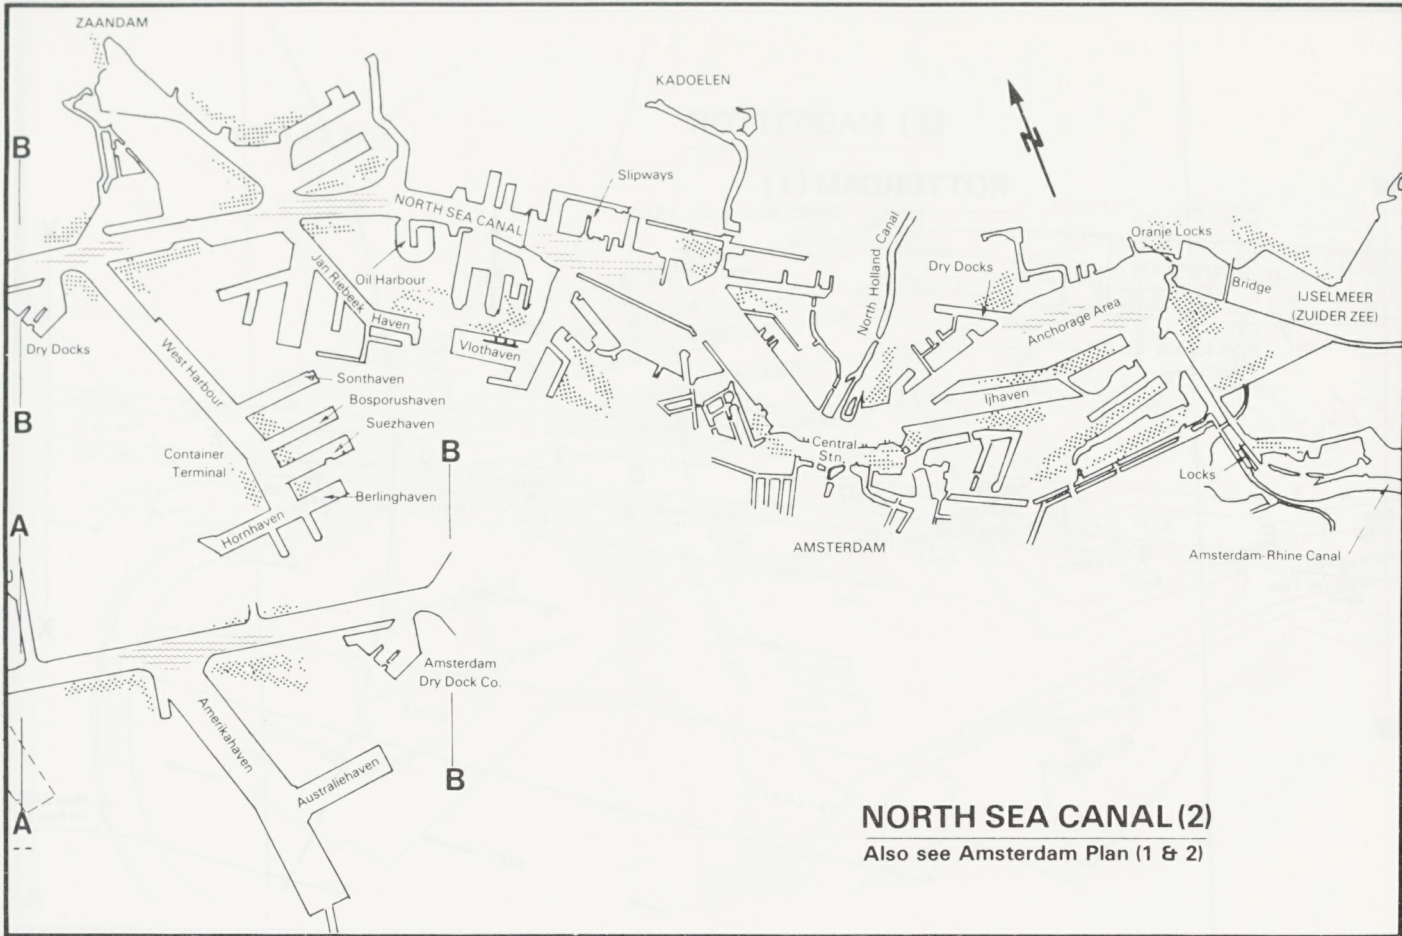 ZAANDAM
KADOELEN
N
B
Slipways
NORTH SEA CANAL
North Holland Canal
Oranje Locks
Dry Docks
Oil Harbour
Jan Riebeek
Haven
Bridge
IJSELMEER
(ZUIDER ZEE)
Anchorage Area
Dry Docks
West Harbour
Vlothaven
Sonthaven
Bosporushaven
Suezhaven
Ijhaven
B
Container
Terminal
B
Central
Stn.
Locks
Berlinghaven
Hornhaven
A
AMSTERDAM
Amsterdam-Rhine Canal
Amsterdam
Dry Dock Co.
Amerikahaven
Australiehaven
B
A
NORTH SEA CANAL (2)
Also see Amsterdam Plan (1 & 2)